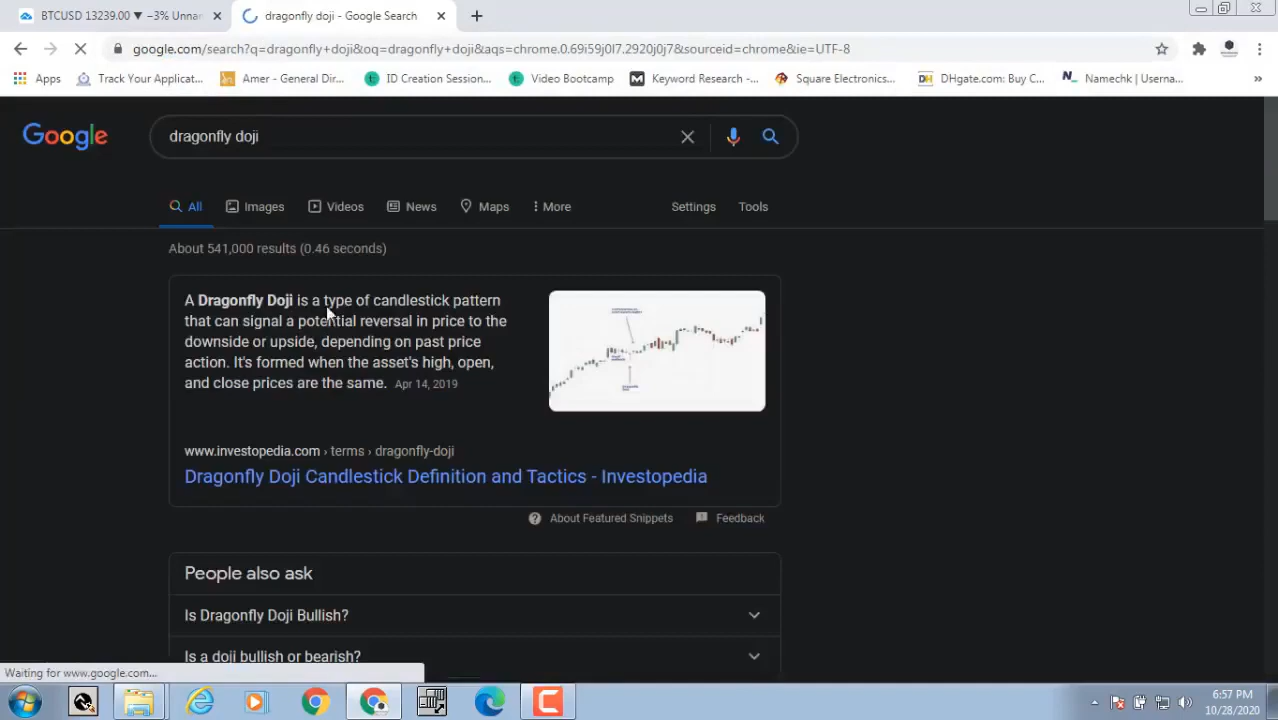 BTCUSD 13239.00 ▼ −3% Unnar
dragonfly doji - Google Search
google.com/search?q=dragonfly+doji&oq=dragonfly+doji&aqs=chrome.0.69i59j0l7.2920j0j7&sourceid=chrome&ie=UTF-8
Apps Track Your Applicat... Amer - General Dir... ID Creation Session... Video Bootcamp Keyword Research -... Square Electronics... DHgate.com: Buy C... Namechk | Userna...
Google
dragonfly doji
All Images Videos News Maps More Settings Tools
About 541,000 results (0.46 seconds)
A Dragonfly Doji is a type of candlestick pattern
that can signal a potential reversal in price to the
downside or upside, depending on past price
action. It's formed when the asset's high, open,
and close prices are the same. Apr 14, 2019
www.investopedia.com › terms › dragonfly-doji
Dragonfly Doji Candlestick Definition and Tactics - Investopedia
About Featured Snippets Feedback
People also ask
Is Dragonfly Doji Bullish?
Is a doji bullish or bearish?
Waiting for www.google.com...
6:57 PM
10/28/2020